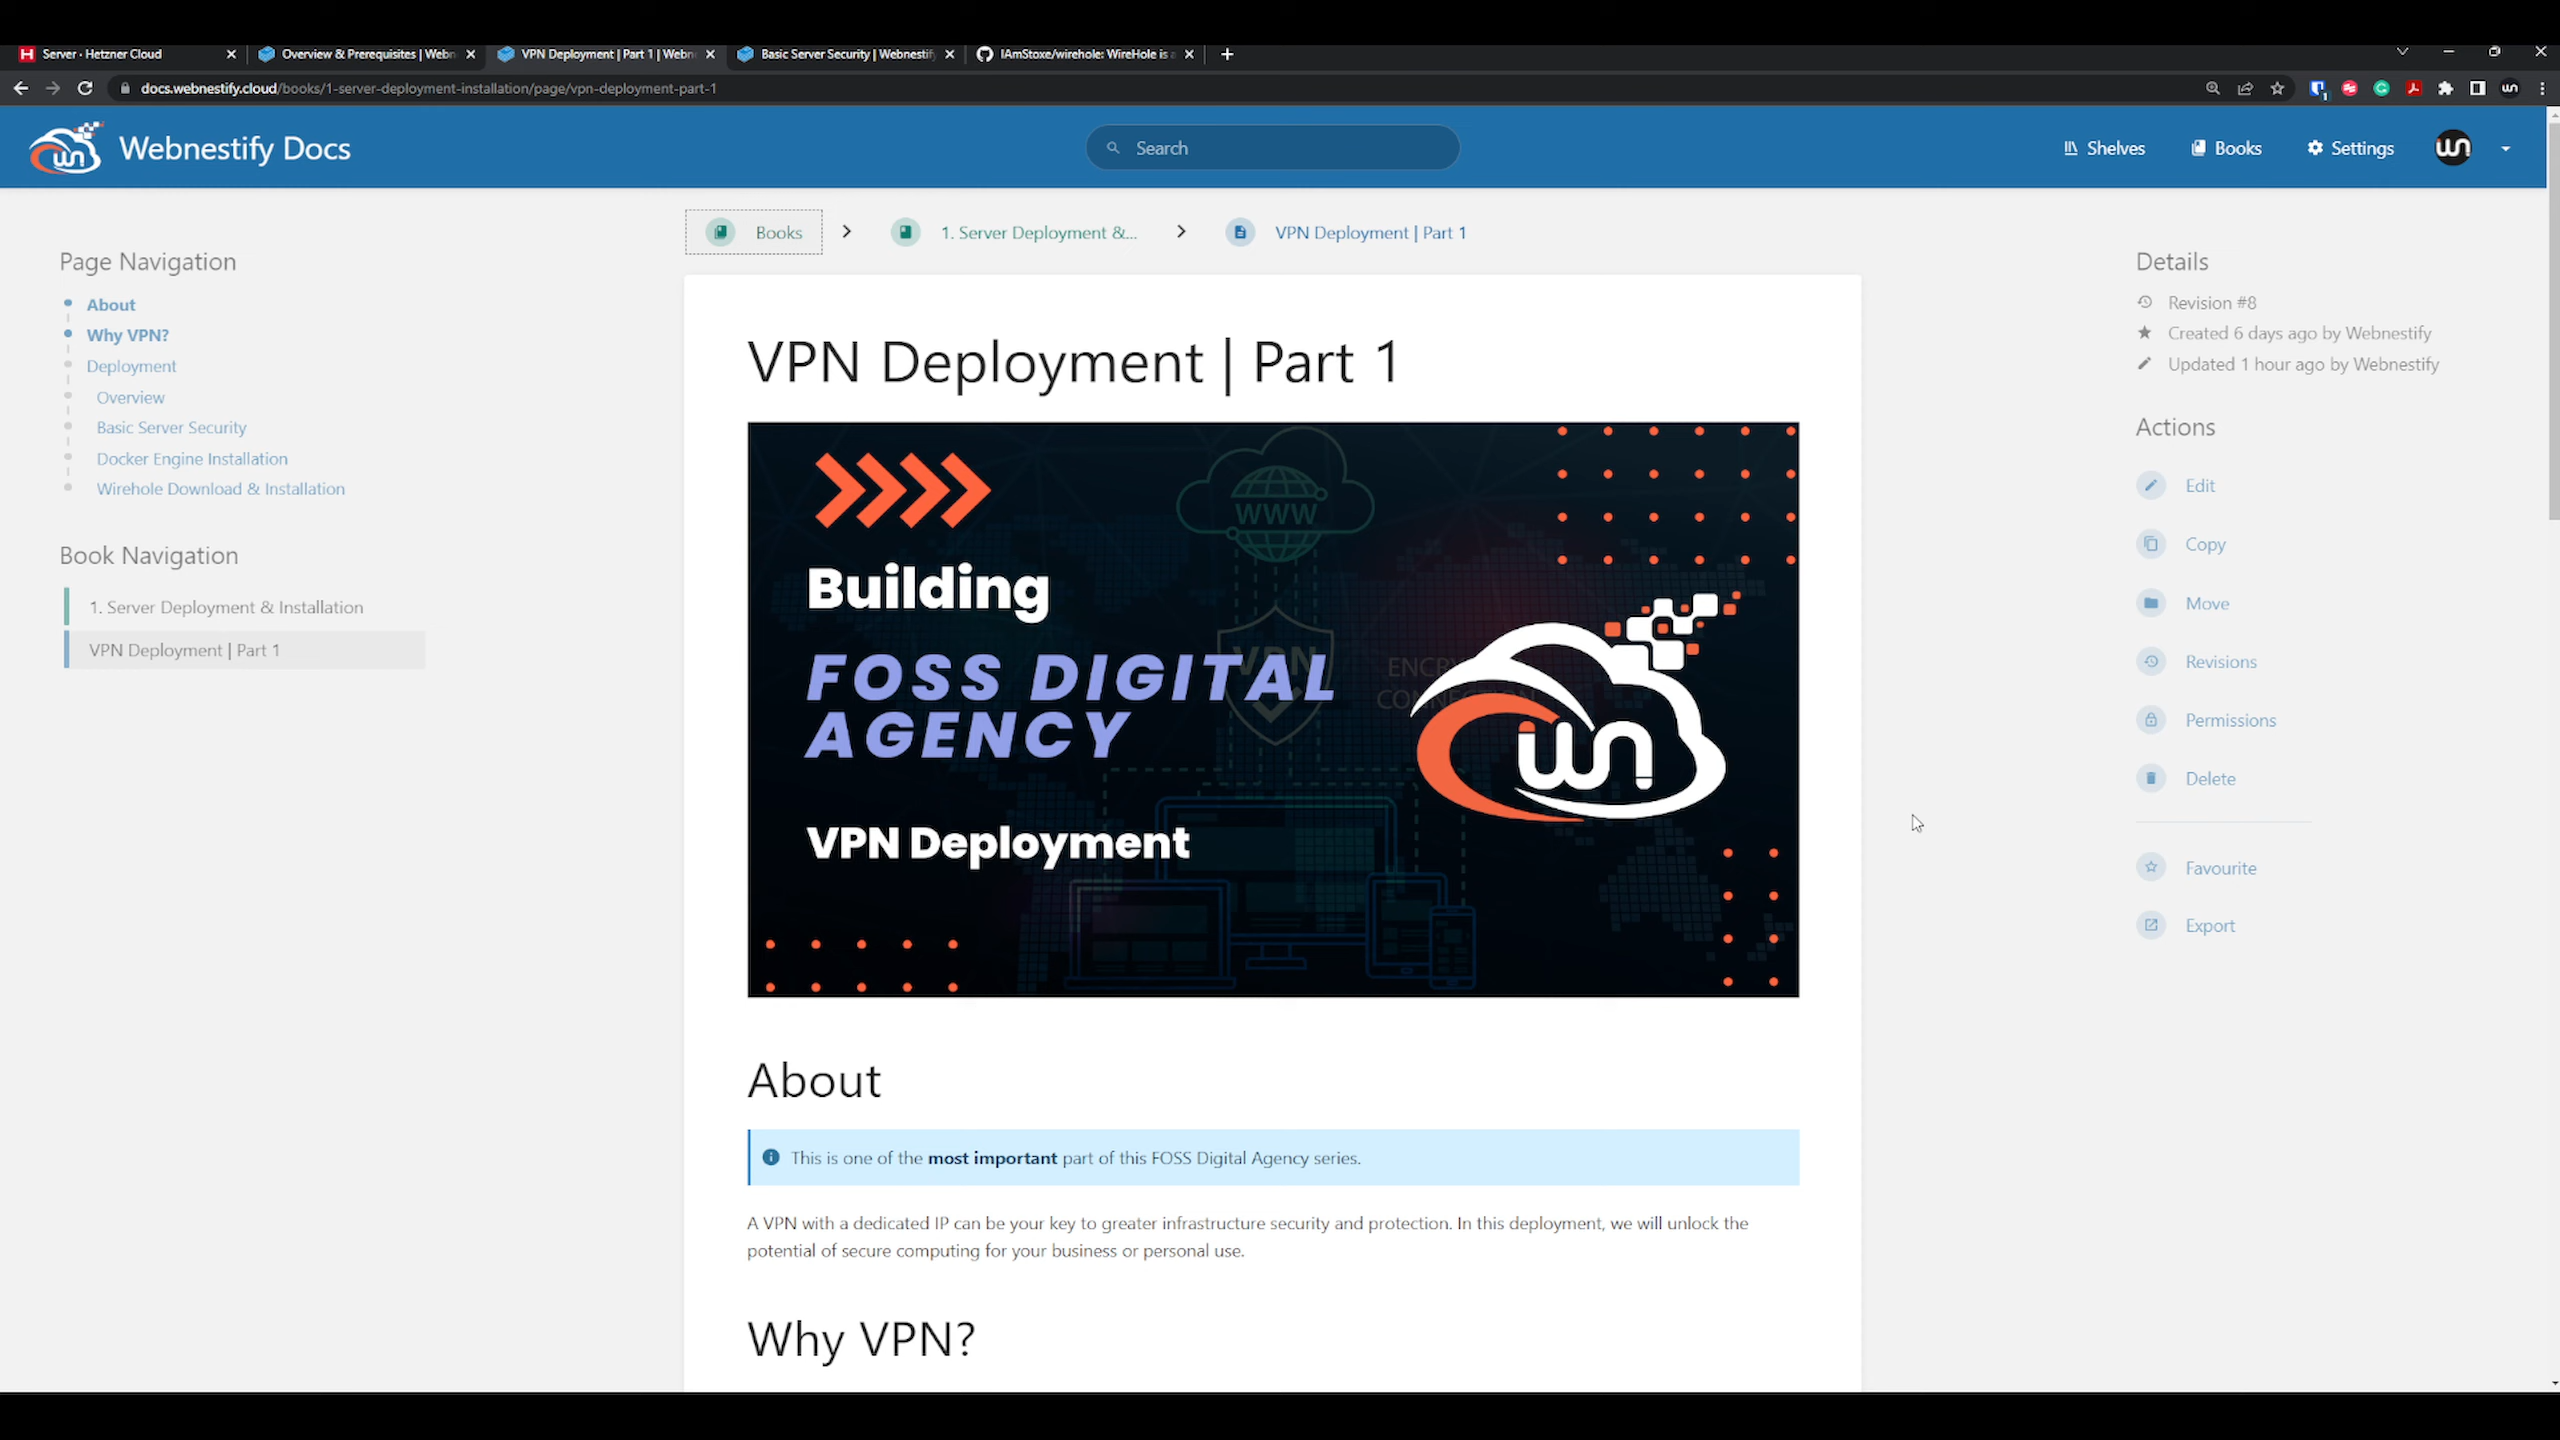 Server · Hetzner Cloud
Overview & Prerequisites | Webn
VPN Deployment | Part 1 | Webn
Basic Server Security | Webnestify
IAmStoxe/wirehole: WireHole is a
docs.webnestify.cloud/books/1-server-deployment-installation/page/vpn-deployment-part-1
wn
Webnestify Docs
Search
Shelves
Books
Settings
wn
Books
1. Server Deployment &...
VPN Deployment | Part 1
Page Navigation
About
Why VPN?
Deployment
Overview
Basic Server Security
Docker Engine Installation
Wirehole Download & Installation
Book Navigation
1. Server Deployment & Installation
VPN Deployment | Part 1
VPN Deployment | Part 1
WWW
Building
FOSS DIGITAL
AGENCY
VPN
wn
VPN Deployment
About
This is one of the most important part of this FOSS Digital Agency series.
A VPN with a dedicated IP can be your key to greater infrastructure security and protection. In this deployment, we will unlock the
potential of secure computing for your business or personal use.
Why VPN?
Details
Revision #8
Created 6 days ago by Webnestify
Updated 1 hour ago by Webnestify
Actions
Edit
Copy
Move
Revisions
Permissions
Delete
Favourite
Export